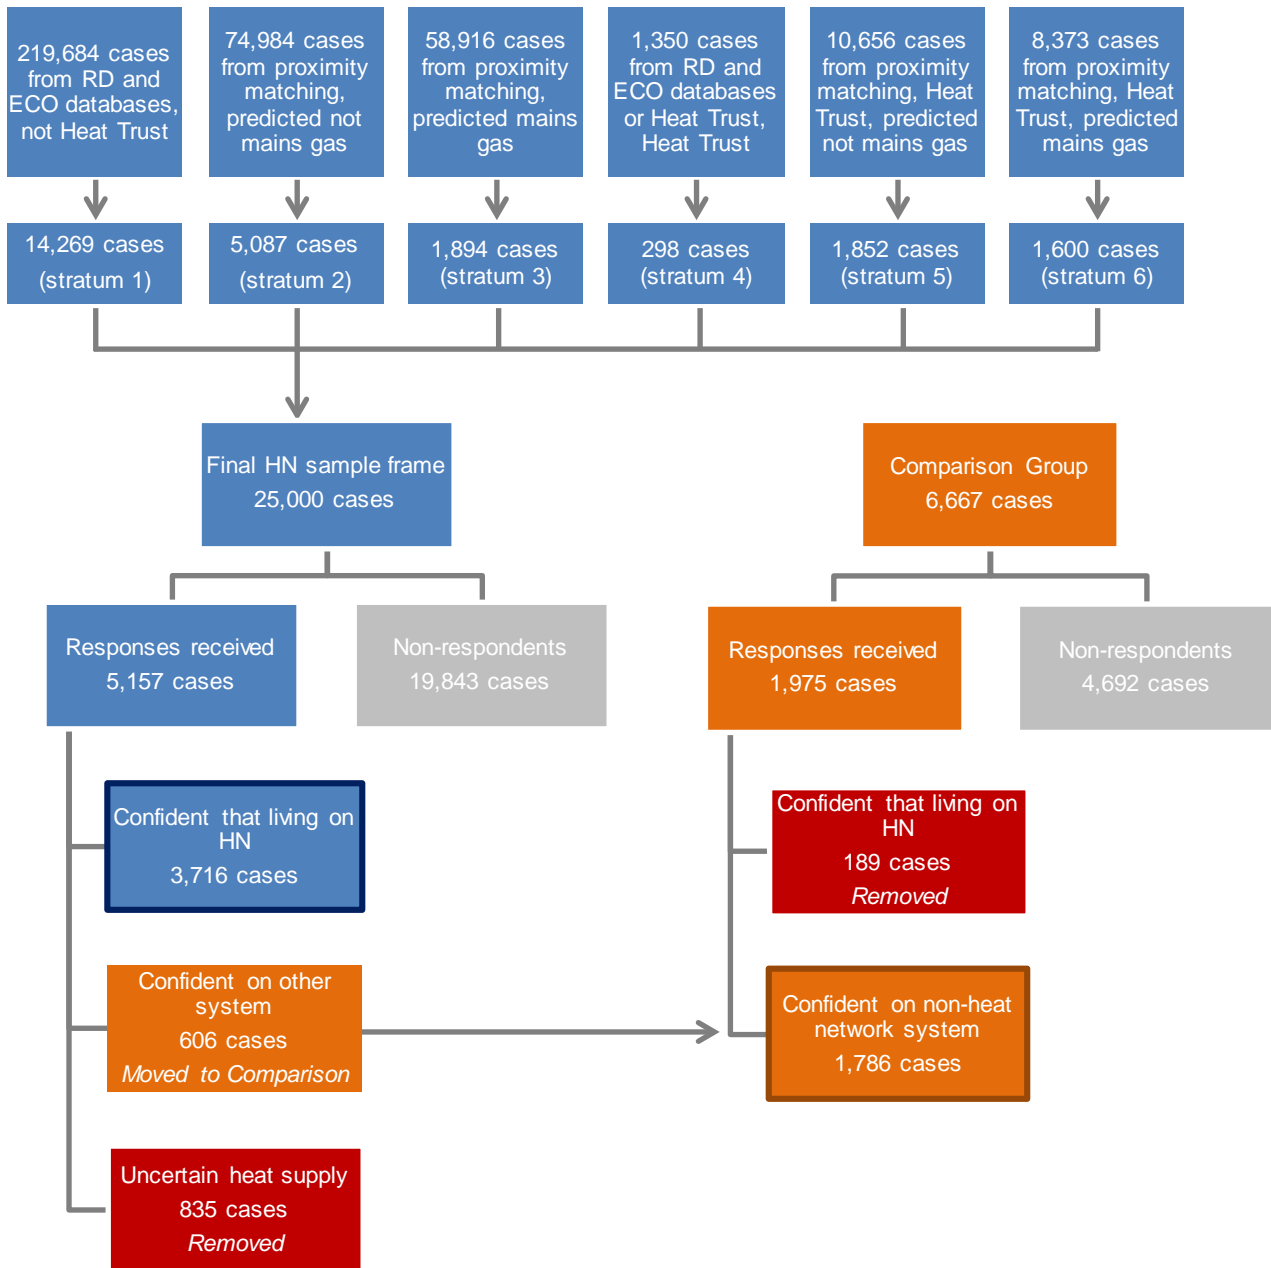 219,684 cases
from RD and
ECO databases,
not Heat Trust
74,984 cases
from proximity
matching,
predicted not
mains gas
58,916 cases
from proximity
matching,
predicted mains
gas
1,350 cases
from RD and
ECO databases
or Heat Trust,
Heat Trust
10,656 cases
from proximity
matching, Heat
Trust, predicted
not mains gas
8,373 cases
from proximity
matching, Heat
Trust, predicted
mains gas
14,269 cases
(stratum 1)
5,087 cases
(stratum 2)
1,894 cases
(stratum 3)
298 cases
(stratum 4)
1,852 cases
(stratum 5)
1,600 cases
(stratum 6)
Final HN sample frame
25,000 cases
Comparison Group
6,667 cases
Responses received
5,157 cases
Non-respondents
19,843 cases
Responses received
1,975 cases
Non-respondents
4,692 cases
Confident that living on
HN
3,716 cases
Confident that living on
HN
189 cases
Removed
Confident on other
system
606 cases
Moved to Comparison
Confident on non-heat
network system
1,786 cases
Uncertain heat supply
835 cases
Removed